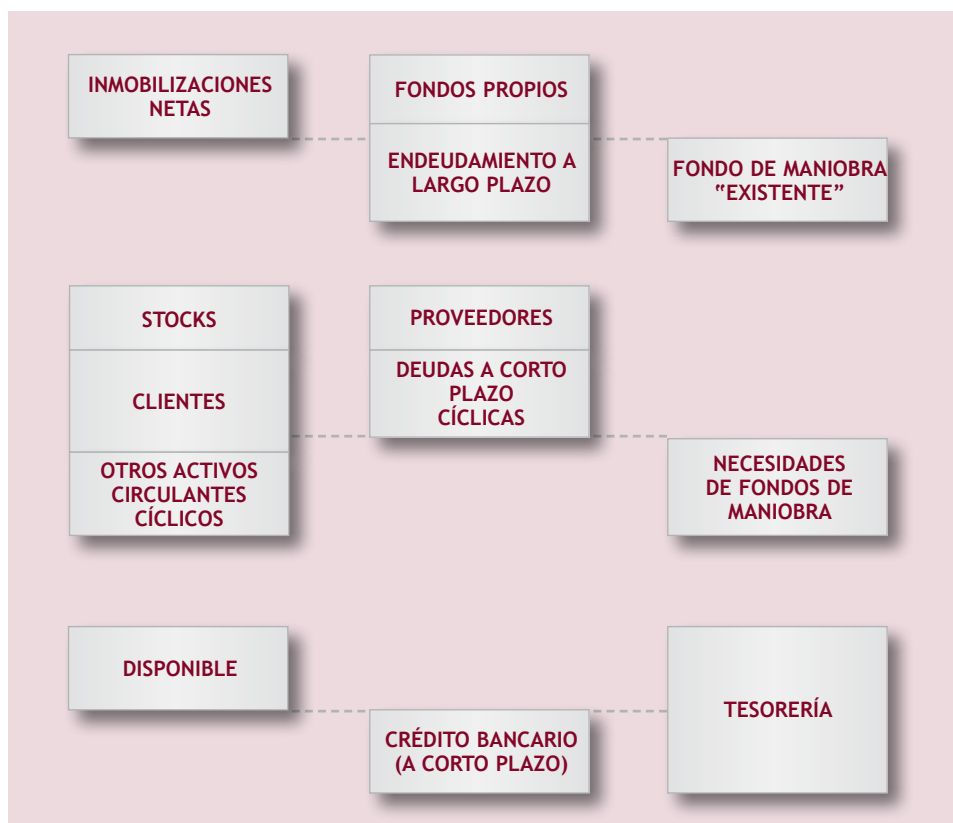 INMOBILIZACIONES
NETAS
FONDOS PROPIOS
ENDEUDAMIENTO A
LARGO PLAZO
FONDO DE MANIOBRA
“EXISTENTE”
STOCKS
CLIENTES
OTROS ACTIVOS
CIRCULANTES
CÍCLICOS
PROVEEDORES
DEUDAS A CORTO
PLAZO
CÍCLICAS
NECESIDADES
DE FONDOS DE
MANIOBRA
DISPONIBLE
CRÉDITO BANCARIO
(A CORTO PLAZO)
TESORERÍA